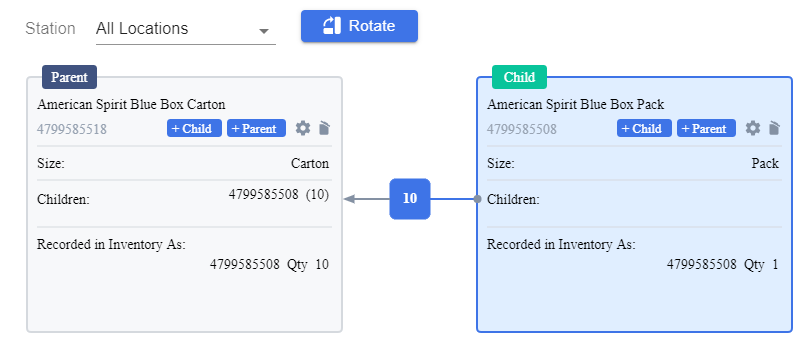 Station All Locations Rotate
Parent
American Spirit Blue Box Carton
4799585518 + Child + Parent
Size: Carton
Children: 4799585508 (10)
Recorded in Inventory As:
4799585508 Qty 10
10
Child
American Spirit Blue Box Pack
4799585508 + Child + Parent
Size: Pack
Children:
Recorded in Inventory As:
4799585508 Qty 1